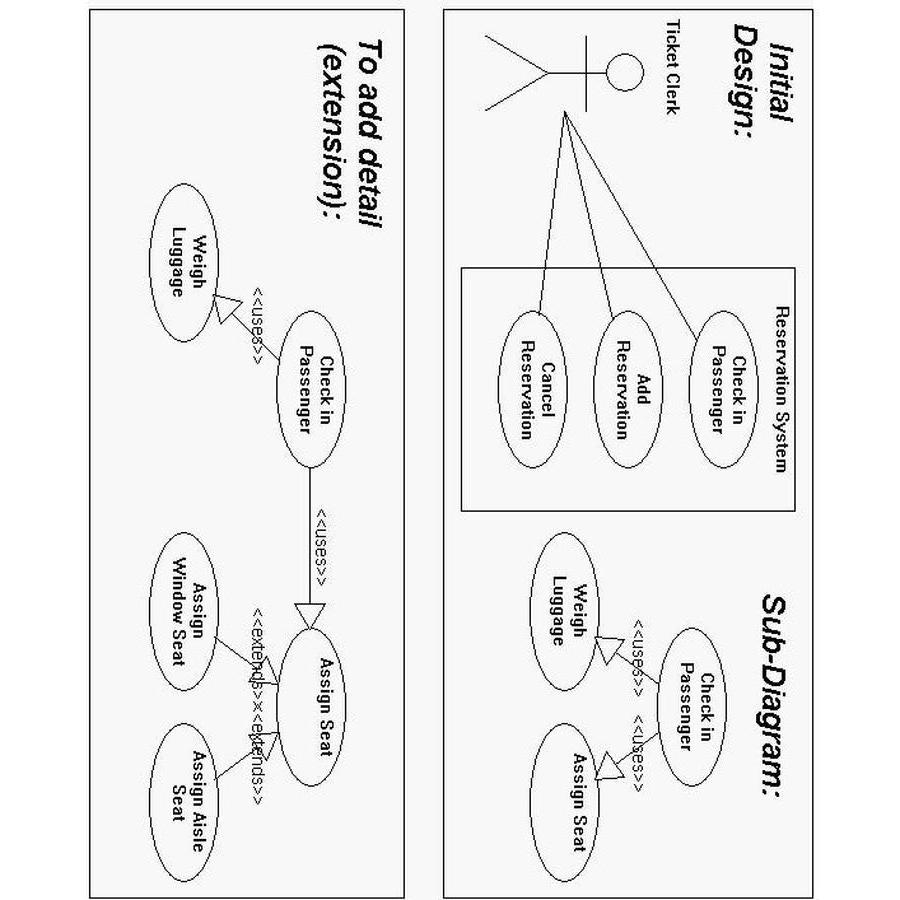 Initial
Design:
Ticket Clerk
Reservation System
Check in
Passenger
Add
Reservation
Cancel
Reservation
Sub-Diagram:
Check in
Passenger
<<uses>>
<<uses>>
Weigh
Luggage
Assign Seat
To add detail
(extension):
Check in
Passenger
<<uses>>
<<uses>>
Weigh
Luggage
Assign Seat
<<extends>>
<<extends>>
Assign
Window Seat
Assign Aisle
Seat